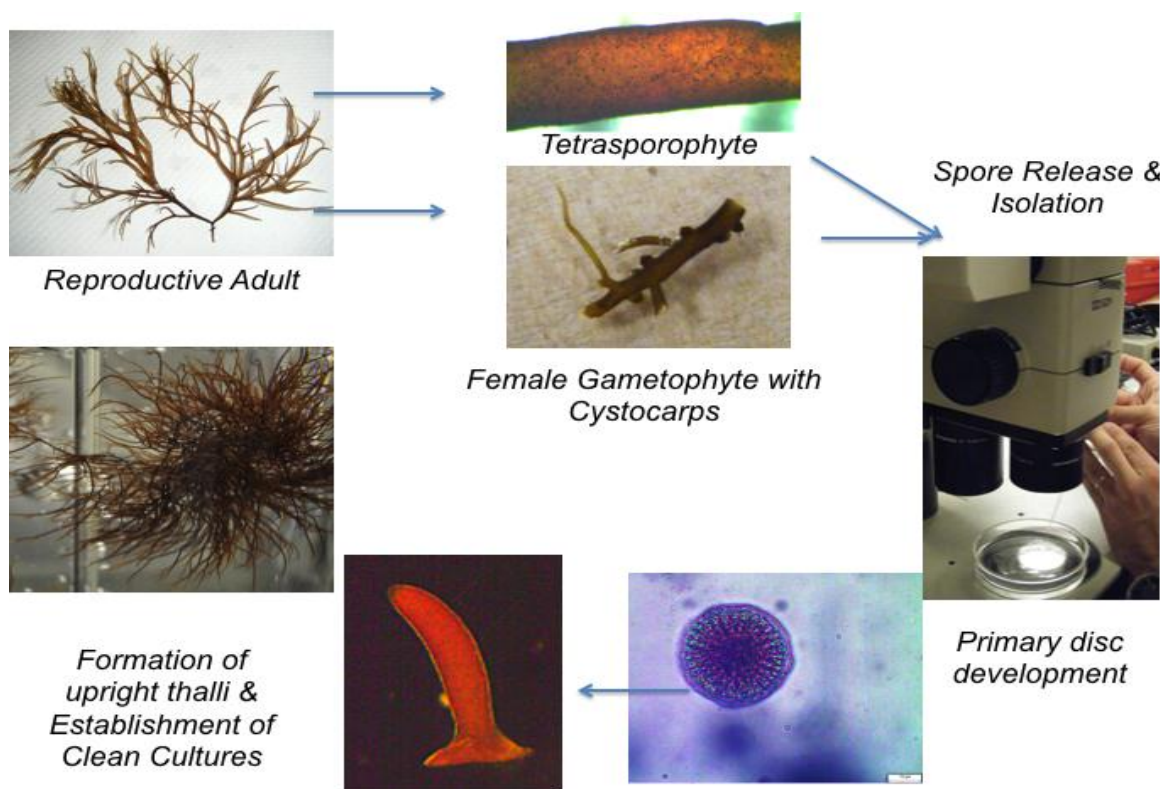 Reproductive Adult
Tetrasporophyte
Female Gametophyte with
Cystocarps
Spore Release &
Isolation
Primary disc
development
Formation of
upright thalli &
Establishment of
Clean Cultures